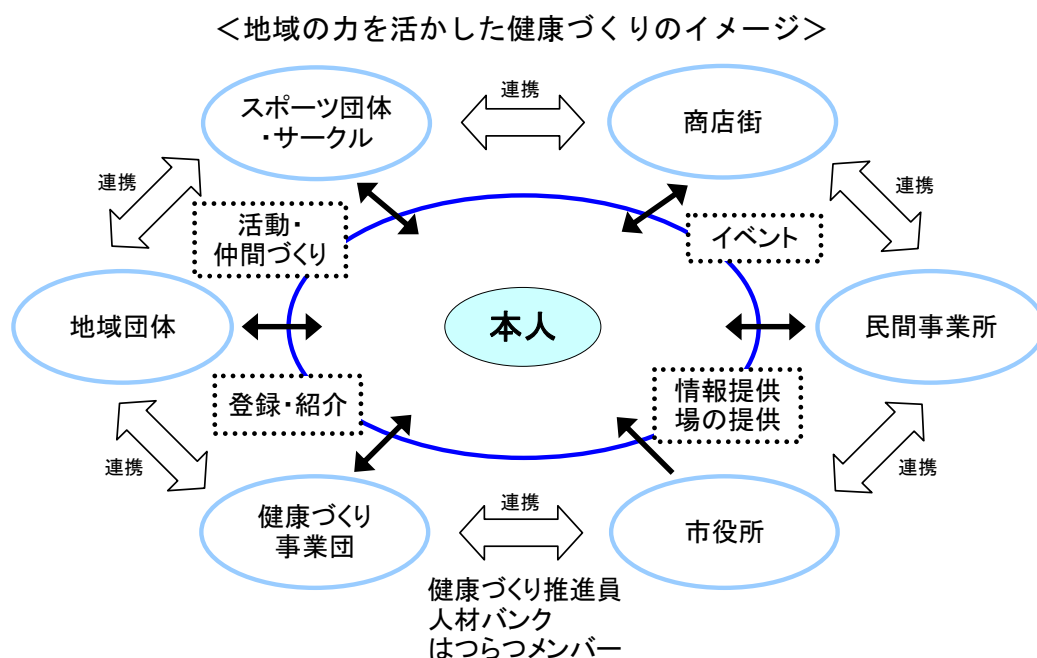 ＜地域の力を活かした健康づくりのイメージ＞
連携
スポーツ団体
・サークル
商店街
連携
連携
活動・
仲間づくり
イベント
地域団体
本人
民間事業所
登録・紹介
情報提供
場の提供
連携
連携
連携
健康づくり
事業団
市役所
健康づくり推進員
人材バンク
はつらつメンバー